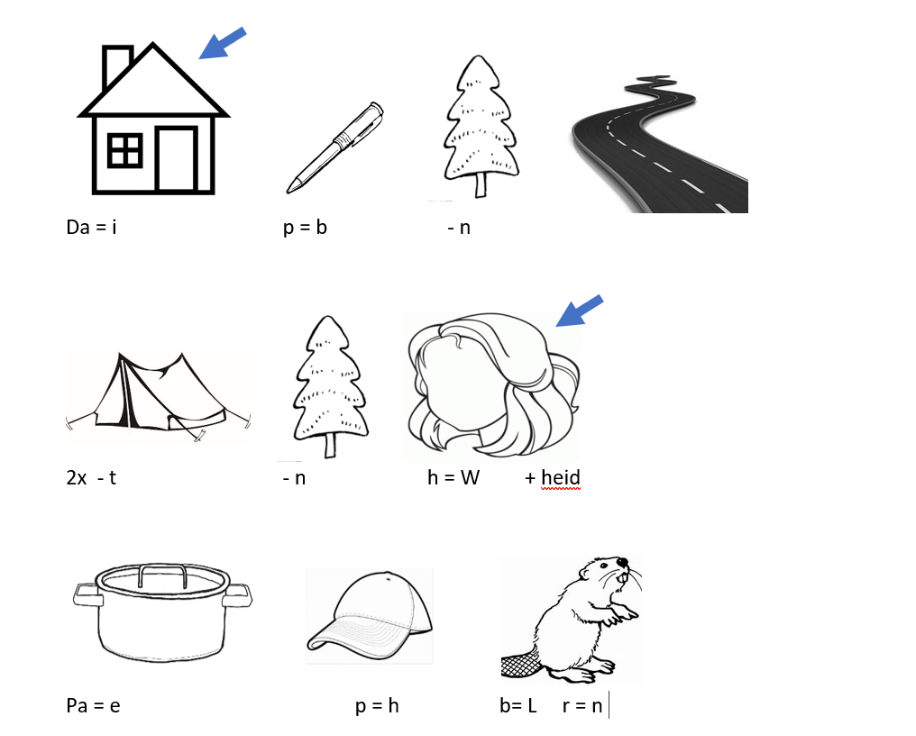 Da = i p = b - n
2x - t - n h = W + heid
Pa = e p = h b= L r = n